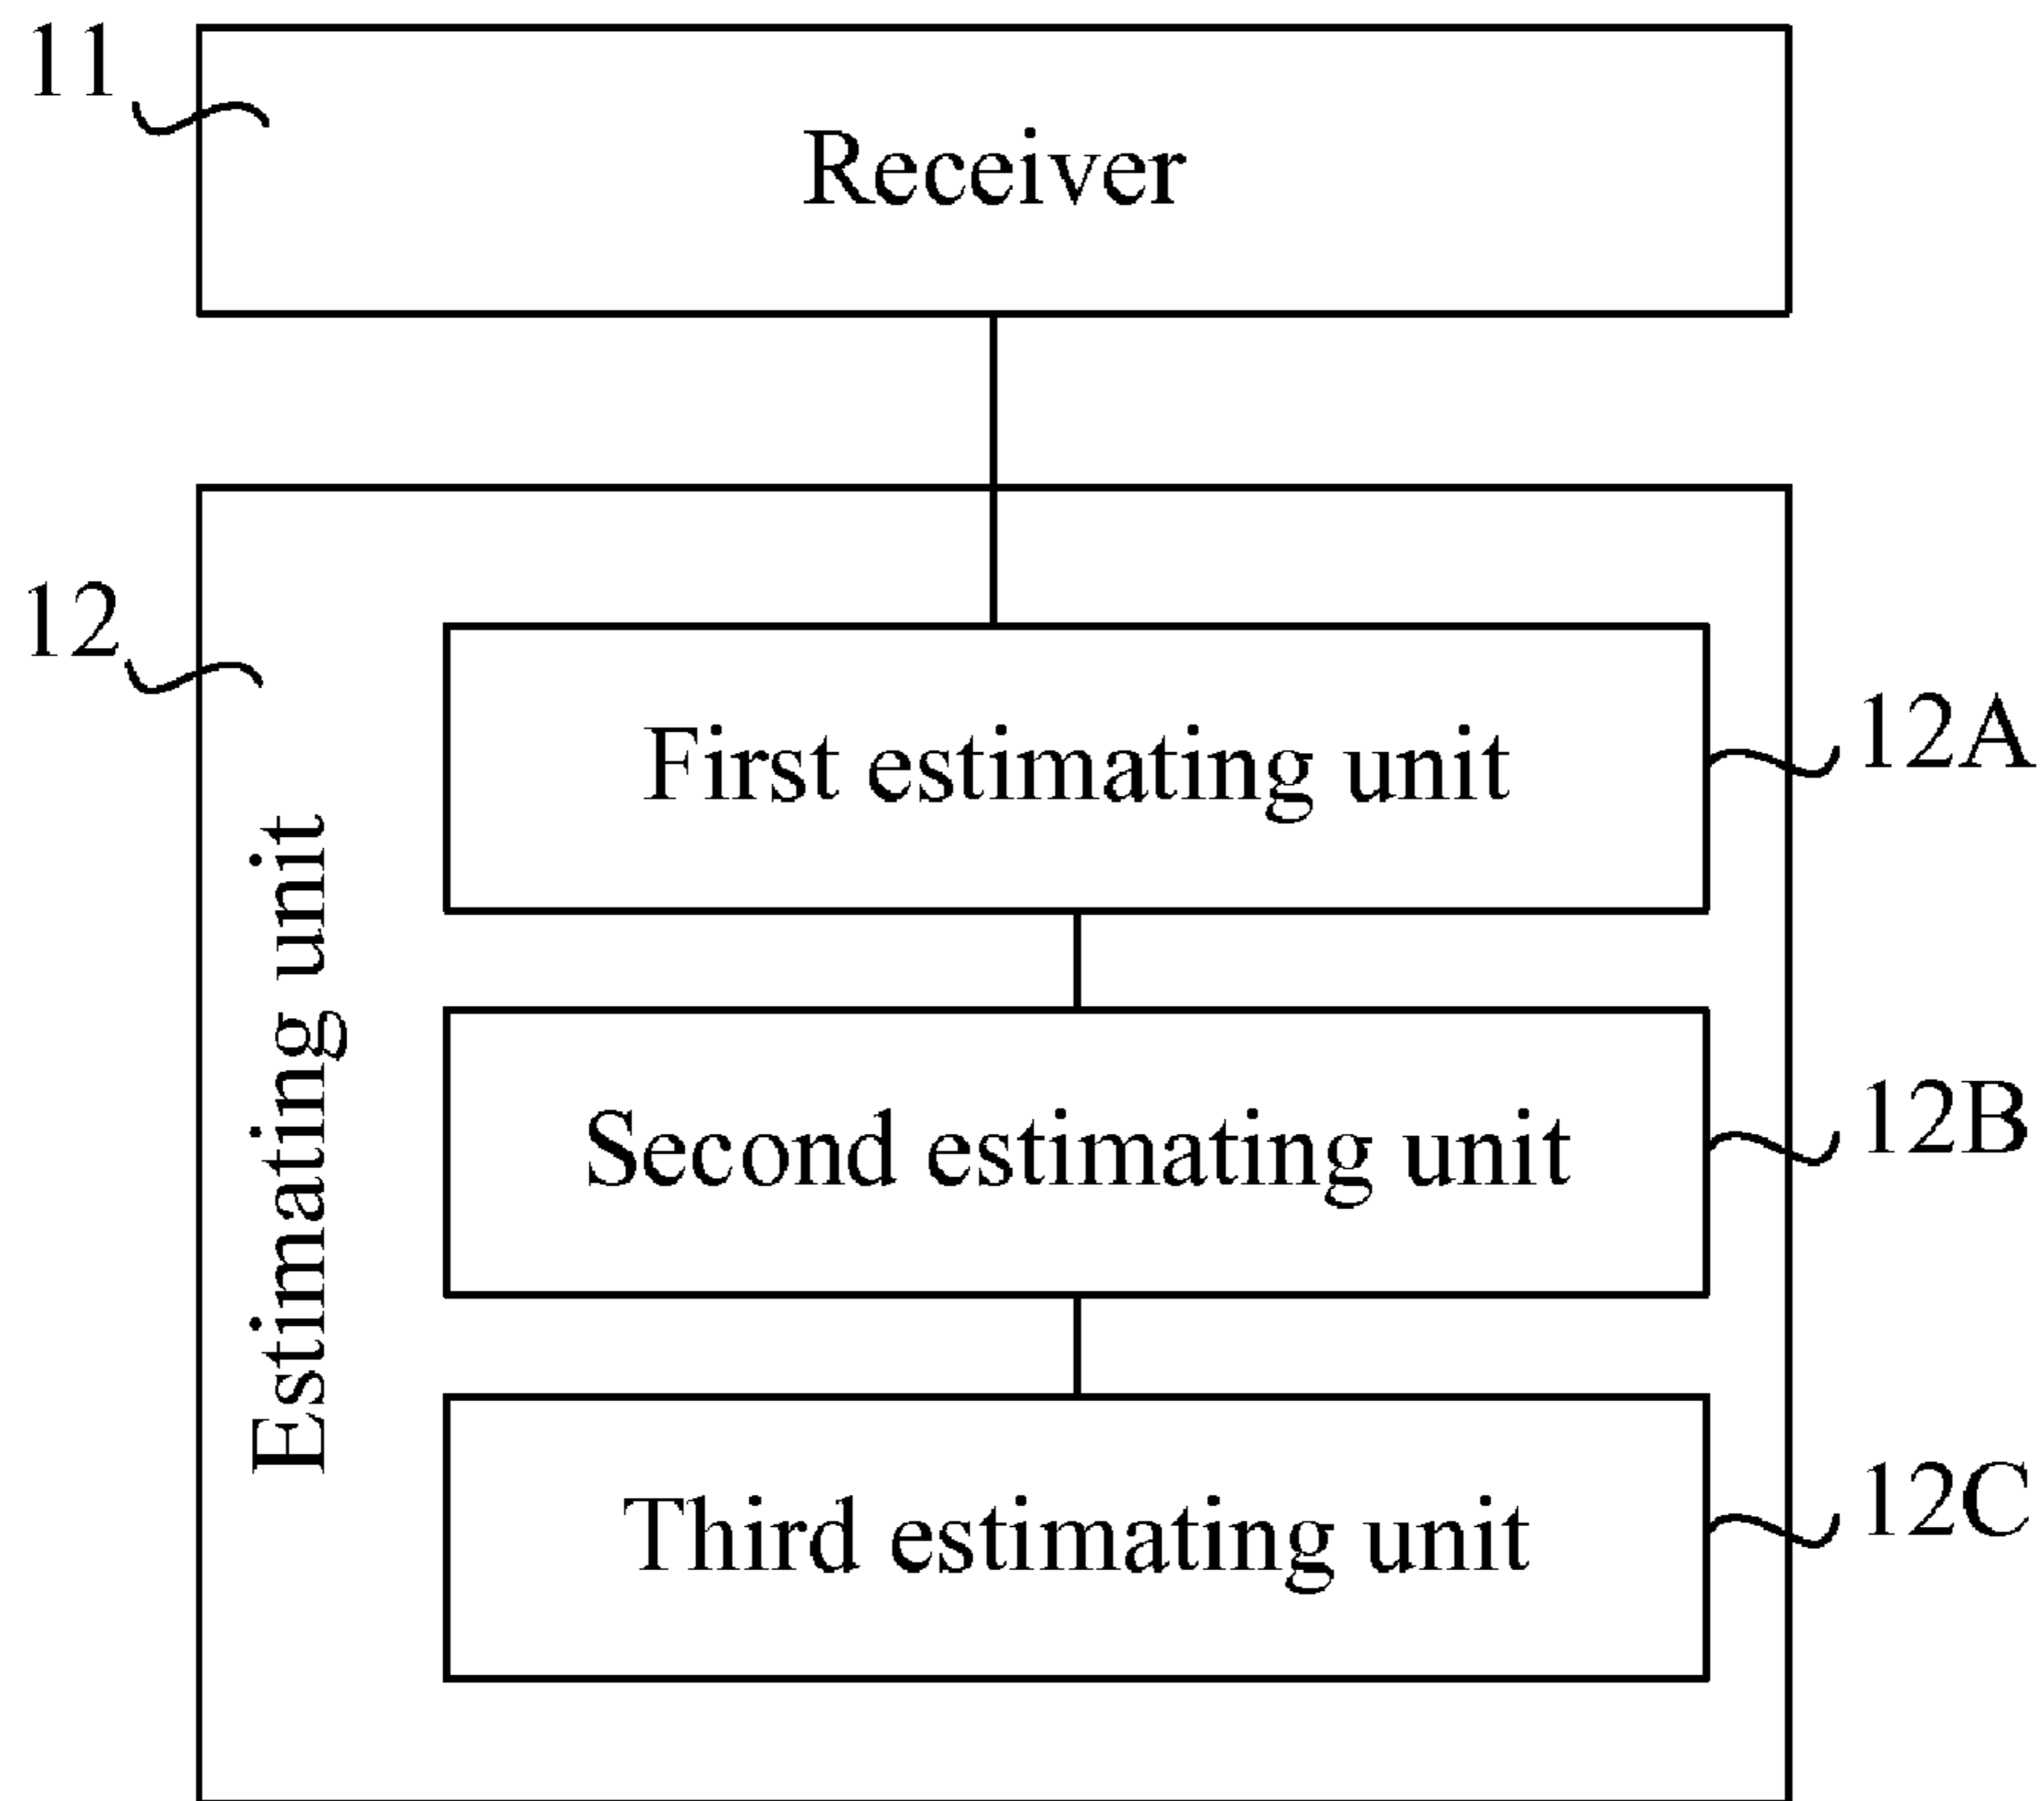 11
Receiver
12
Estimating unit
First estimating unit
12A
Second estimating unit
12B
Third estimating unit
12C